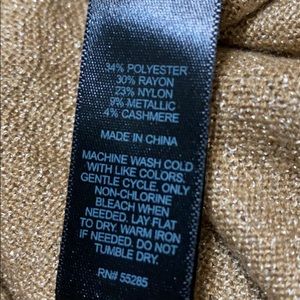 34% POLYESTER
30% RAYON
23% NYLON
9% METALLIC
4% CASHMERE
MADE IN CHINA
MACHINE WASH COLD
WITH LIKE COLORS,
GENTLE CYCLE. ONLY
NON-CHLORINE
BLEACH WHEN
NEEDED. LAY FLAT
TO DRY. WARM IRON
IF NEEDED. DO NOT
TUMBLE DRY.
RN# 55285